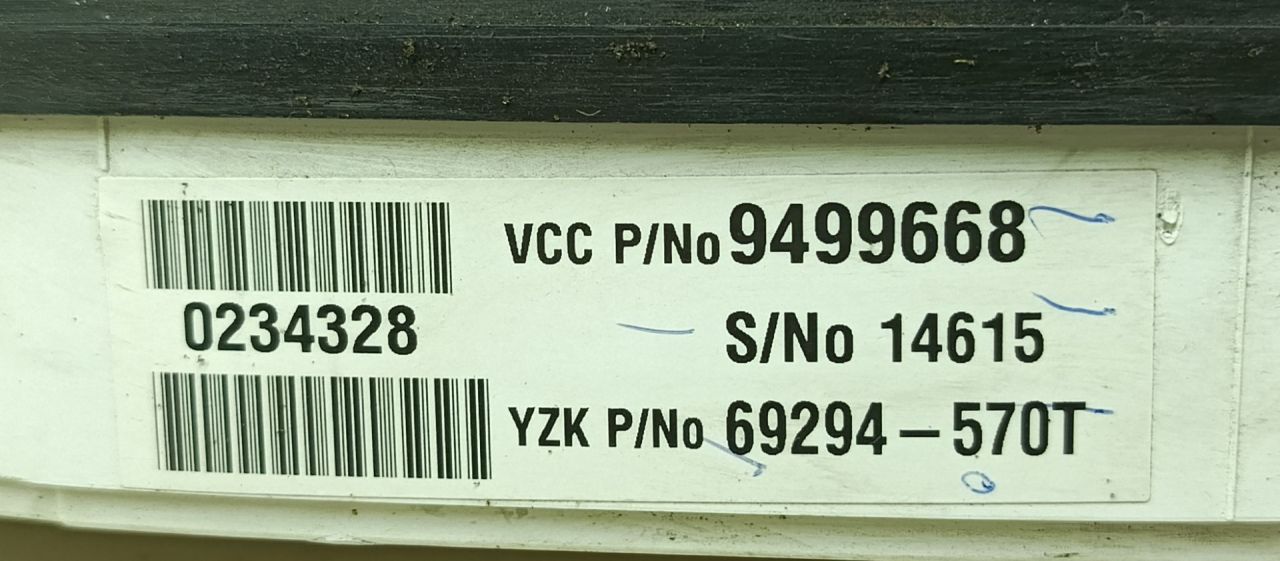 VCC P/No 9499668
0234328
S/No 14615
YZK P/No 69294-570T